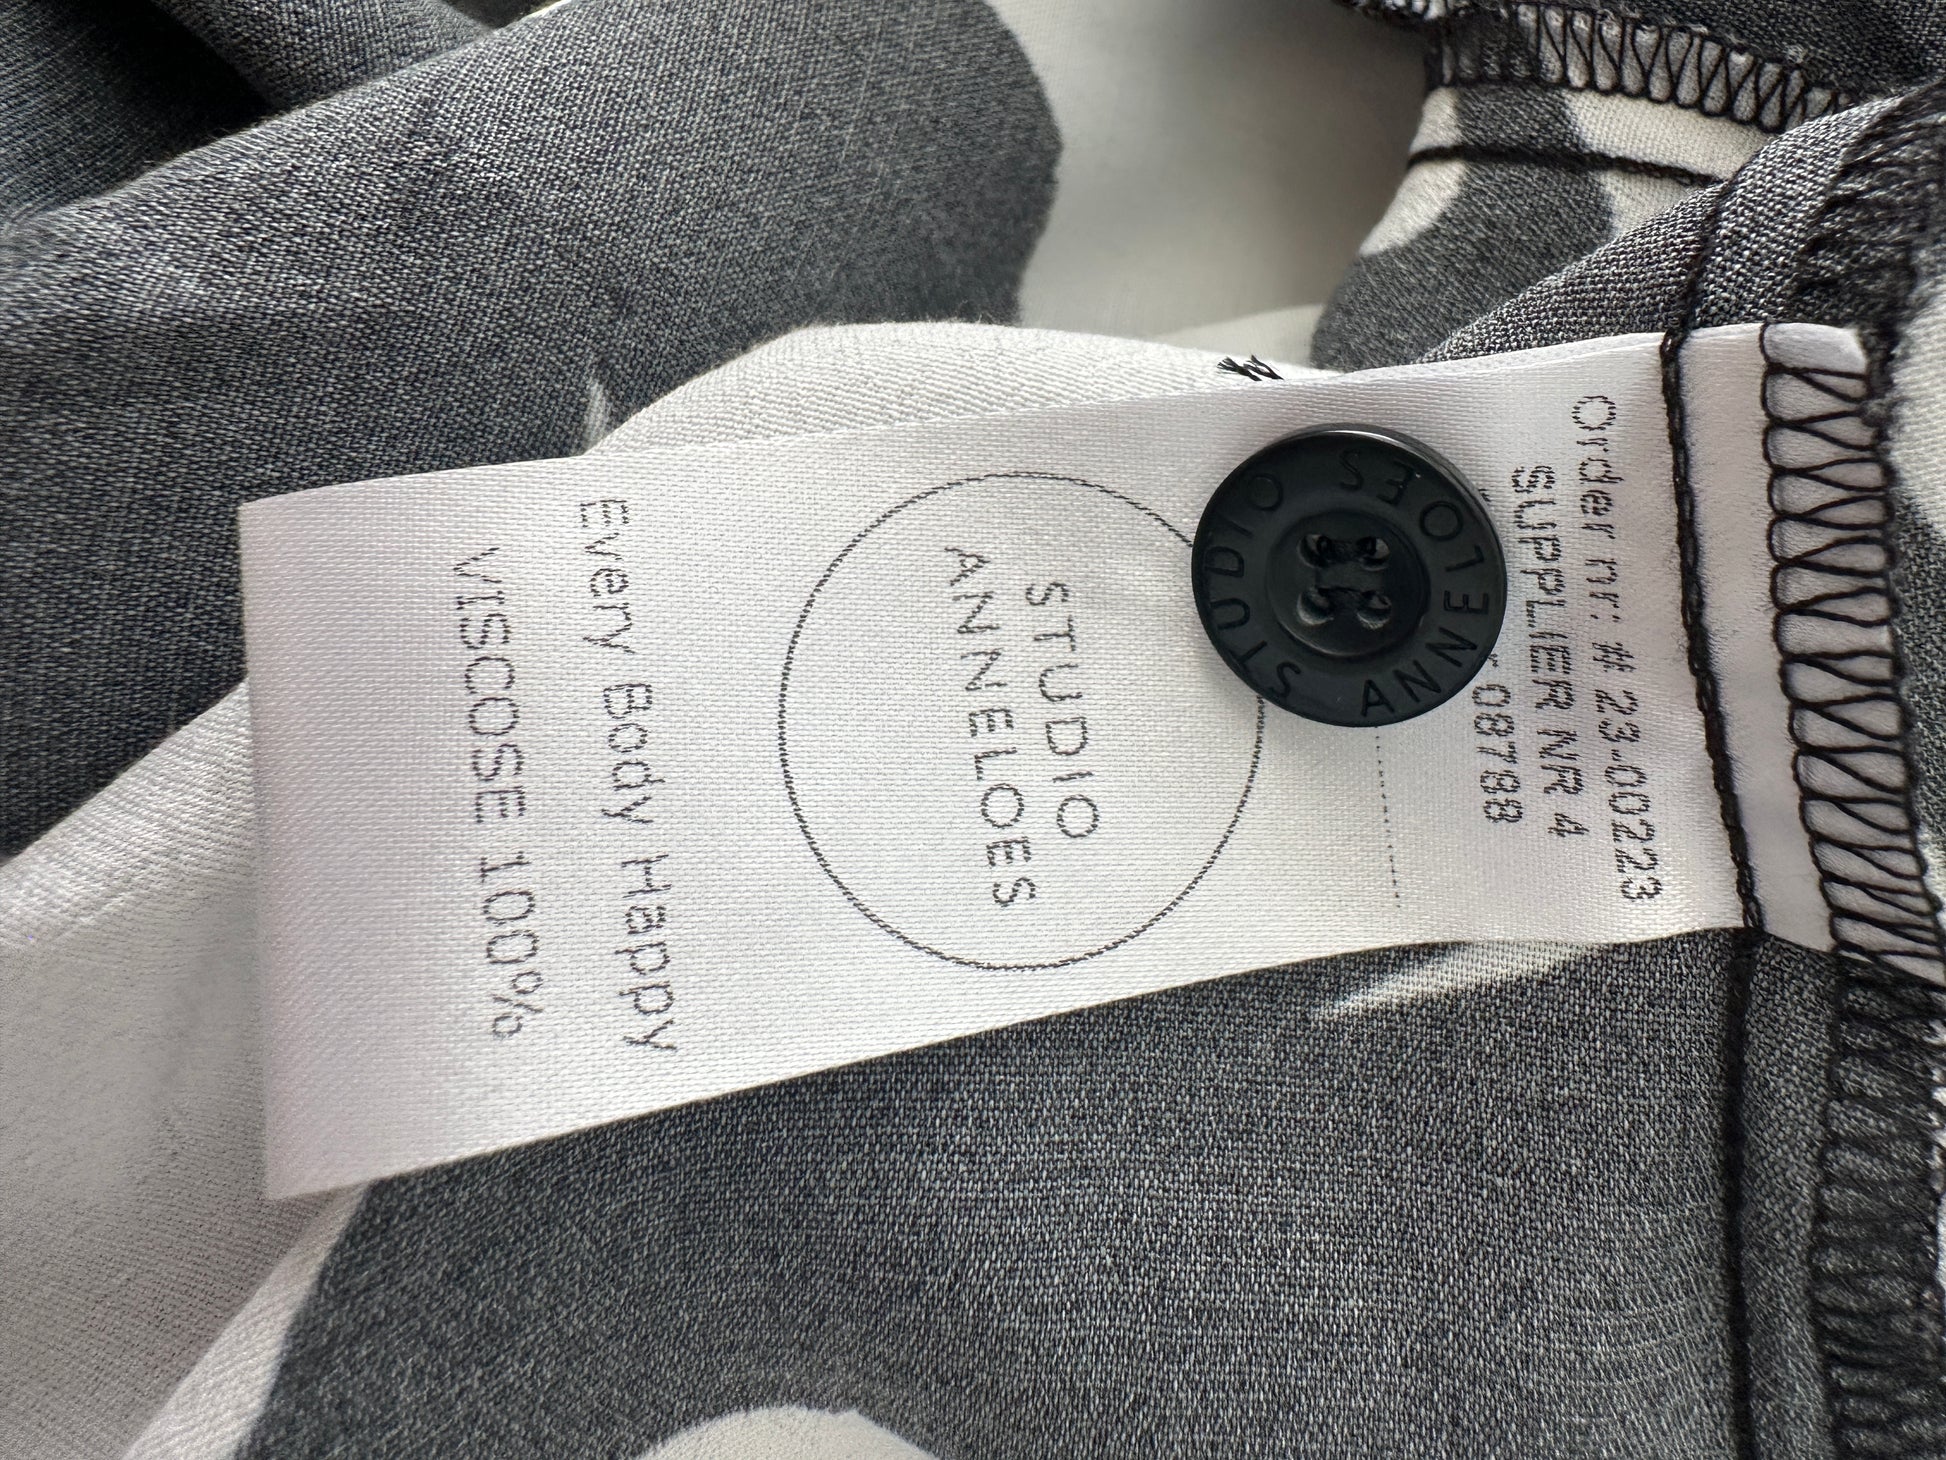 Order nr: # 23-00223
SUPPLIER NR 4
08788
STUDIO ANNELOES
STUDIO
ANNELOES
Every Body Happy
VISCOSE 100%